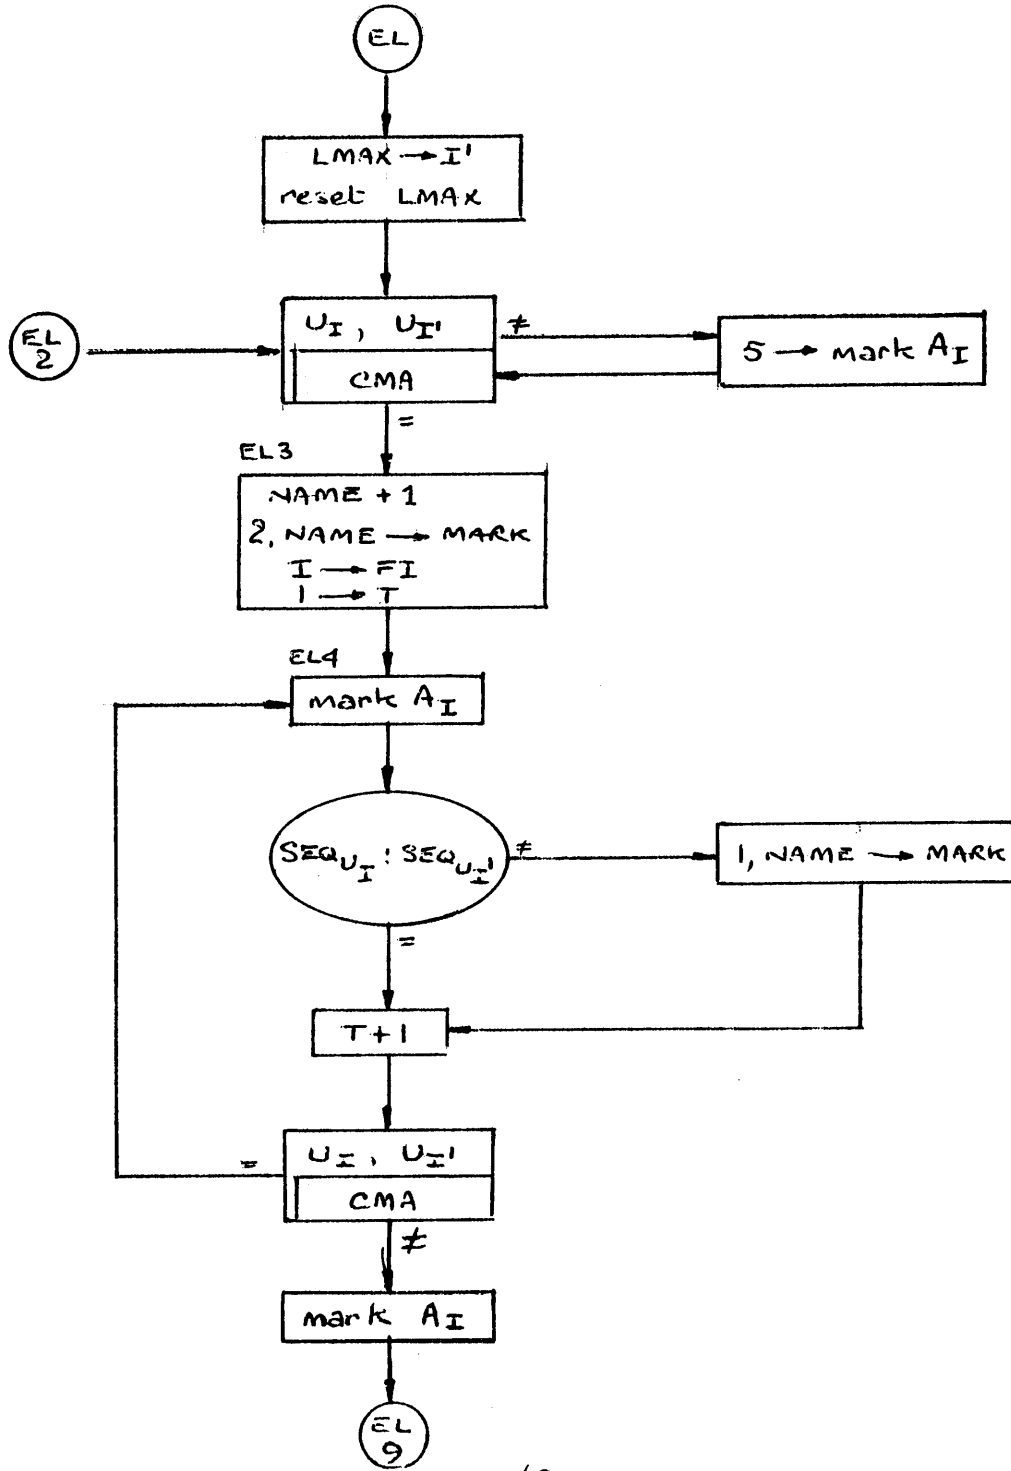 EL
LMAX → I'
reset LMAX
EL
2
U_I, U_I'
≠
5 → mark A_I
CMA
=
EL3
NAME + 1
2, NAME → MARK
I → FI
1 → T
EL4
mark A_I
SEQ_U_I : SEQ_U_I'
≠
1, NAME → MARK
=
T + 1
U_I, U_I'
=
CMA
≠
mark A_I
EL
9